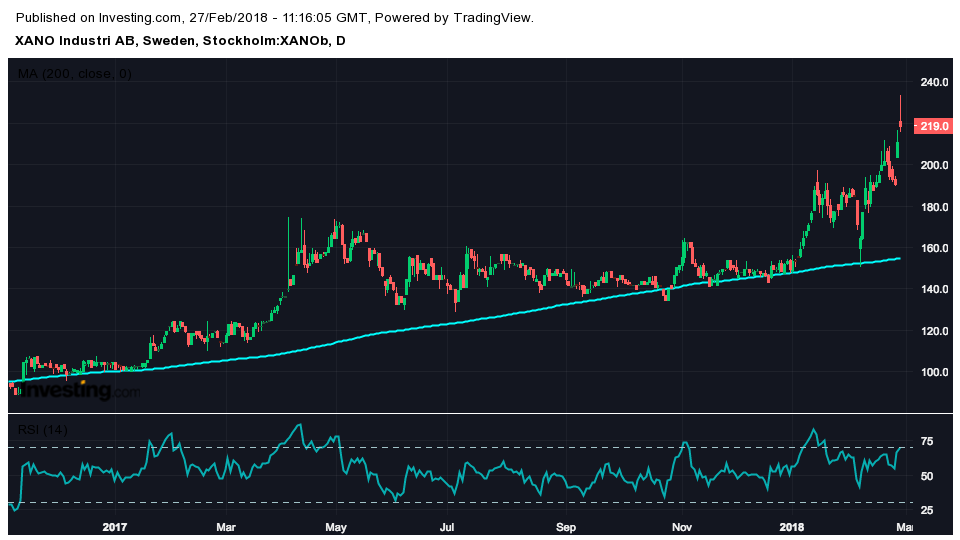 Published on Investing.com, 27/Feb/2018 - 11:16:05 GMT, Powered by TradingView.
XANO Industri AB, Sweden, Stockholm:XANOb, D
MA (200, close, 0)
240.0
219.0
200.0
180.0
160.0
140.0
120.0
100.0
Investing.com
RSI (14)
75
50
25
2017 Mar May Jul Sep Nov 2018 Mar